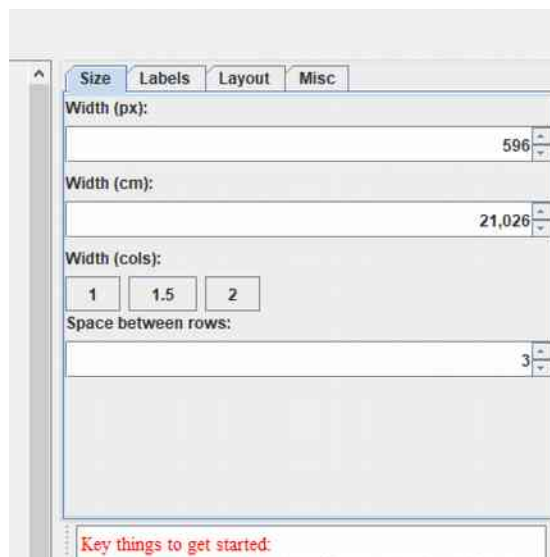 Size Labels Layout Misc
Width (px):
596
Width (cm):
21,026
Width (cols):
1 1.5 2
Space between rows:
3
Key things to get started: